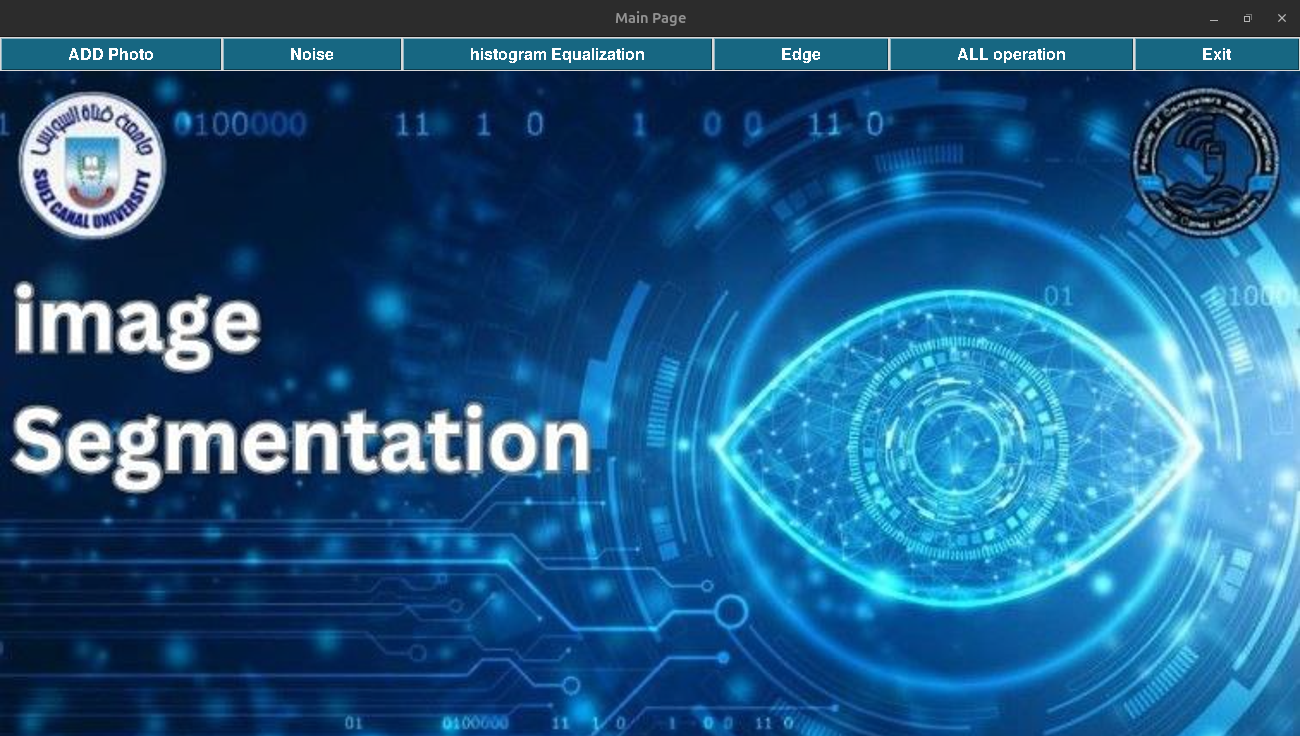 Main Page
ADD Photo
Noise
histogram Equalization
Edge
ALL operation
Exit
0100000 11 1 0 1 0 0 11 0
جامعة قناة السويس
SUEZ CANAL UNIVERSITY
Faculty of Computers and Informatics
Suez Canal University
01
01000
image
Segmentation
01 0100000 11 1 0 1 0 0 11 0